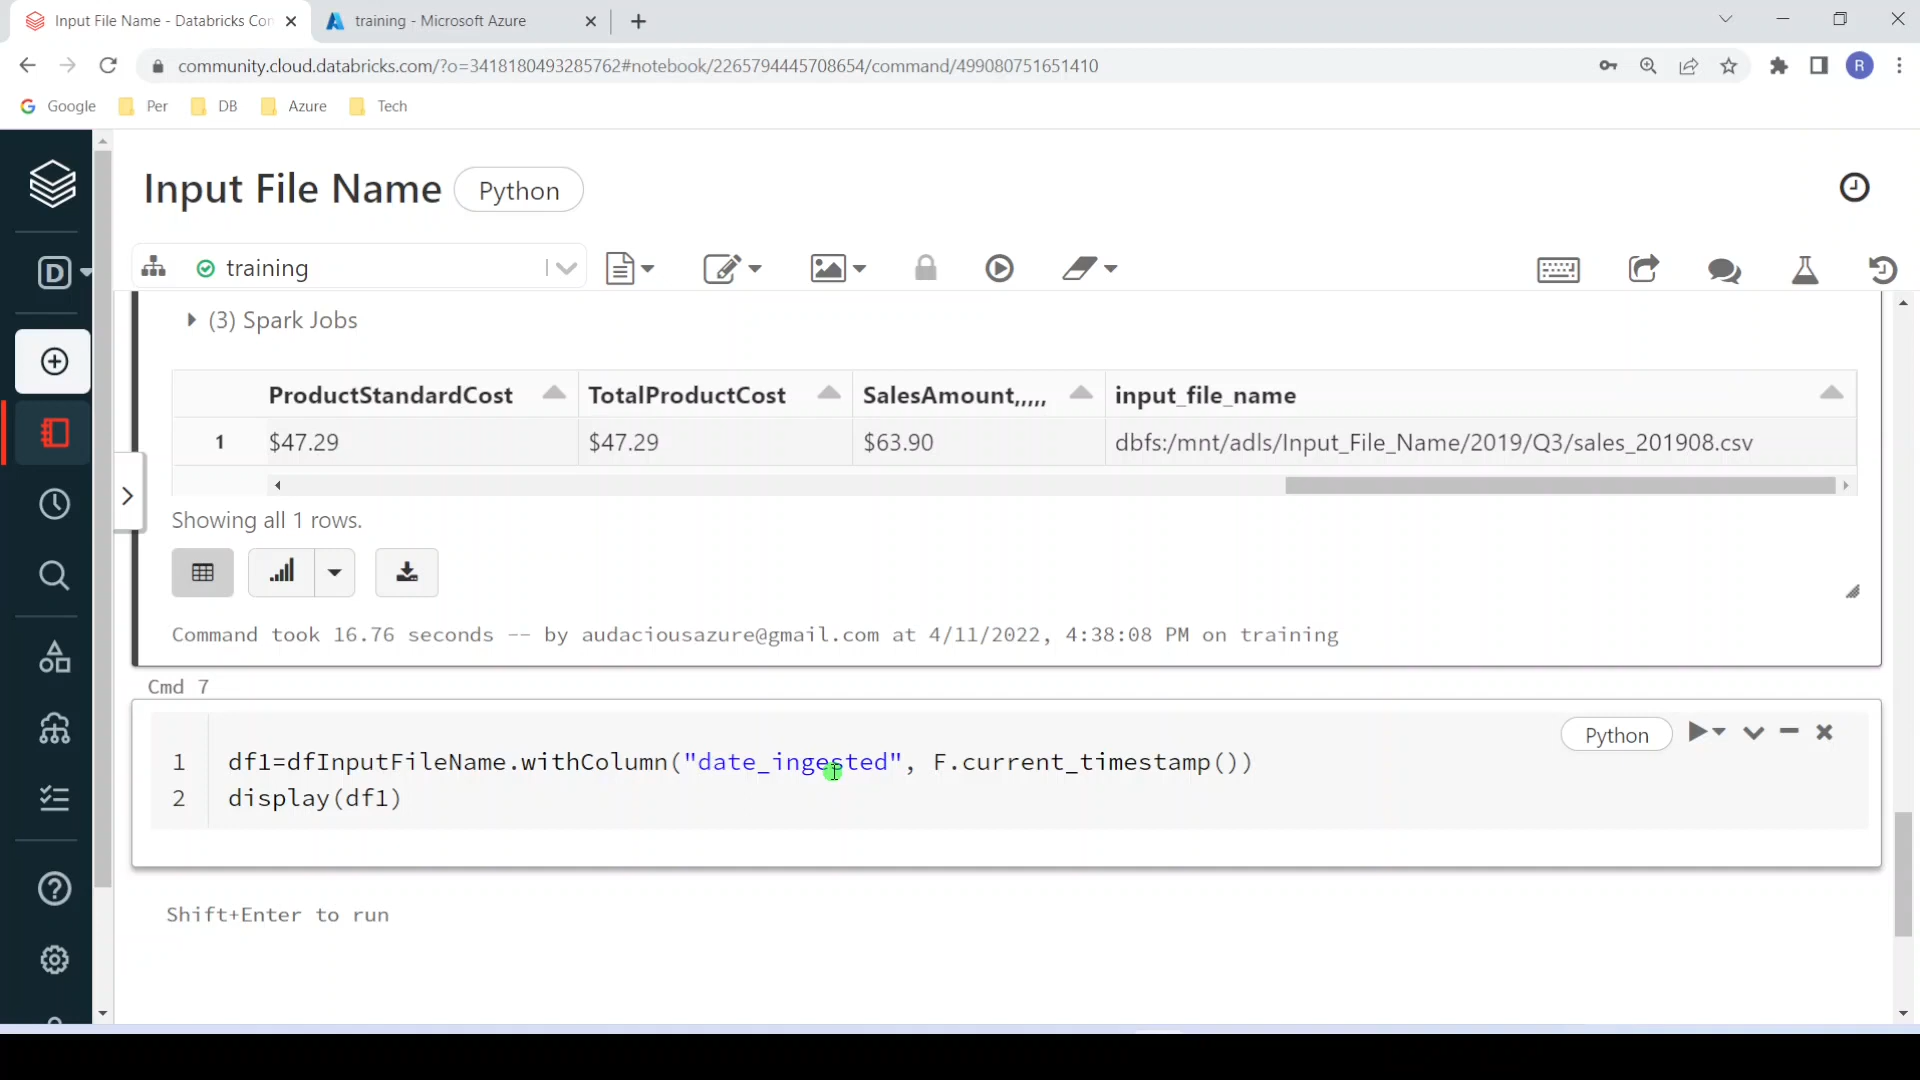 Input File Name - Databricks Con
training - Microsoft Azure
community.cloud.databricks.com/?o=3418180493285762#notebook/2265794445708654/command/499080751651410
R
Google
Per
DB
Azure
Tech
Input File Name
Python
D
training
(3) Spark Jobs
ProductStandardCost
TotalProductCost
SalesAmount,,,,,
input_file_name
1
$47.29
$47.29
$63.90
dbfs:/mnt/adls/Input_File_Name/2019/Q3/sales_201908.csv
Showing all 1 rows.
Command took 16.76 seconds -- by audaciousazure@gmail.com at 4/11/2022, 4:38:08 PM on training
Cmd 7
Python
1 df1=dfInputFileName.withColumn("date_ingested", F.current_timestamp())
2 display(df1)
Shift+Enter to run